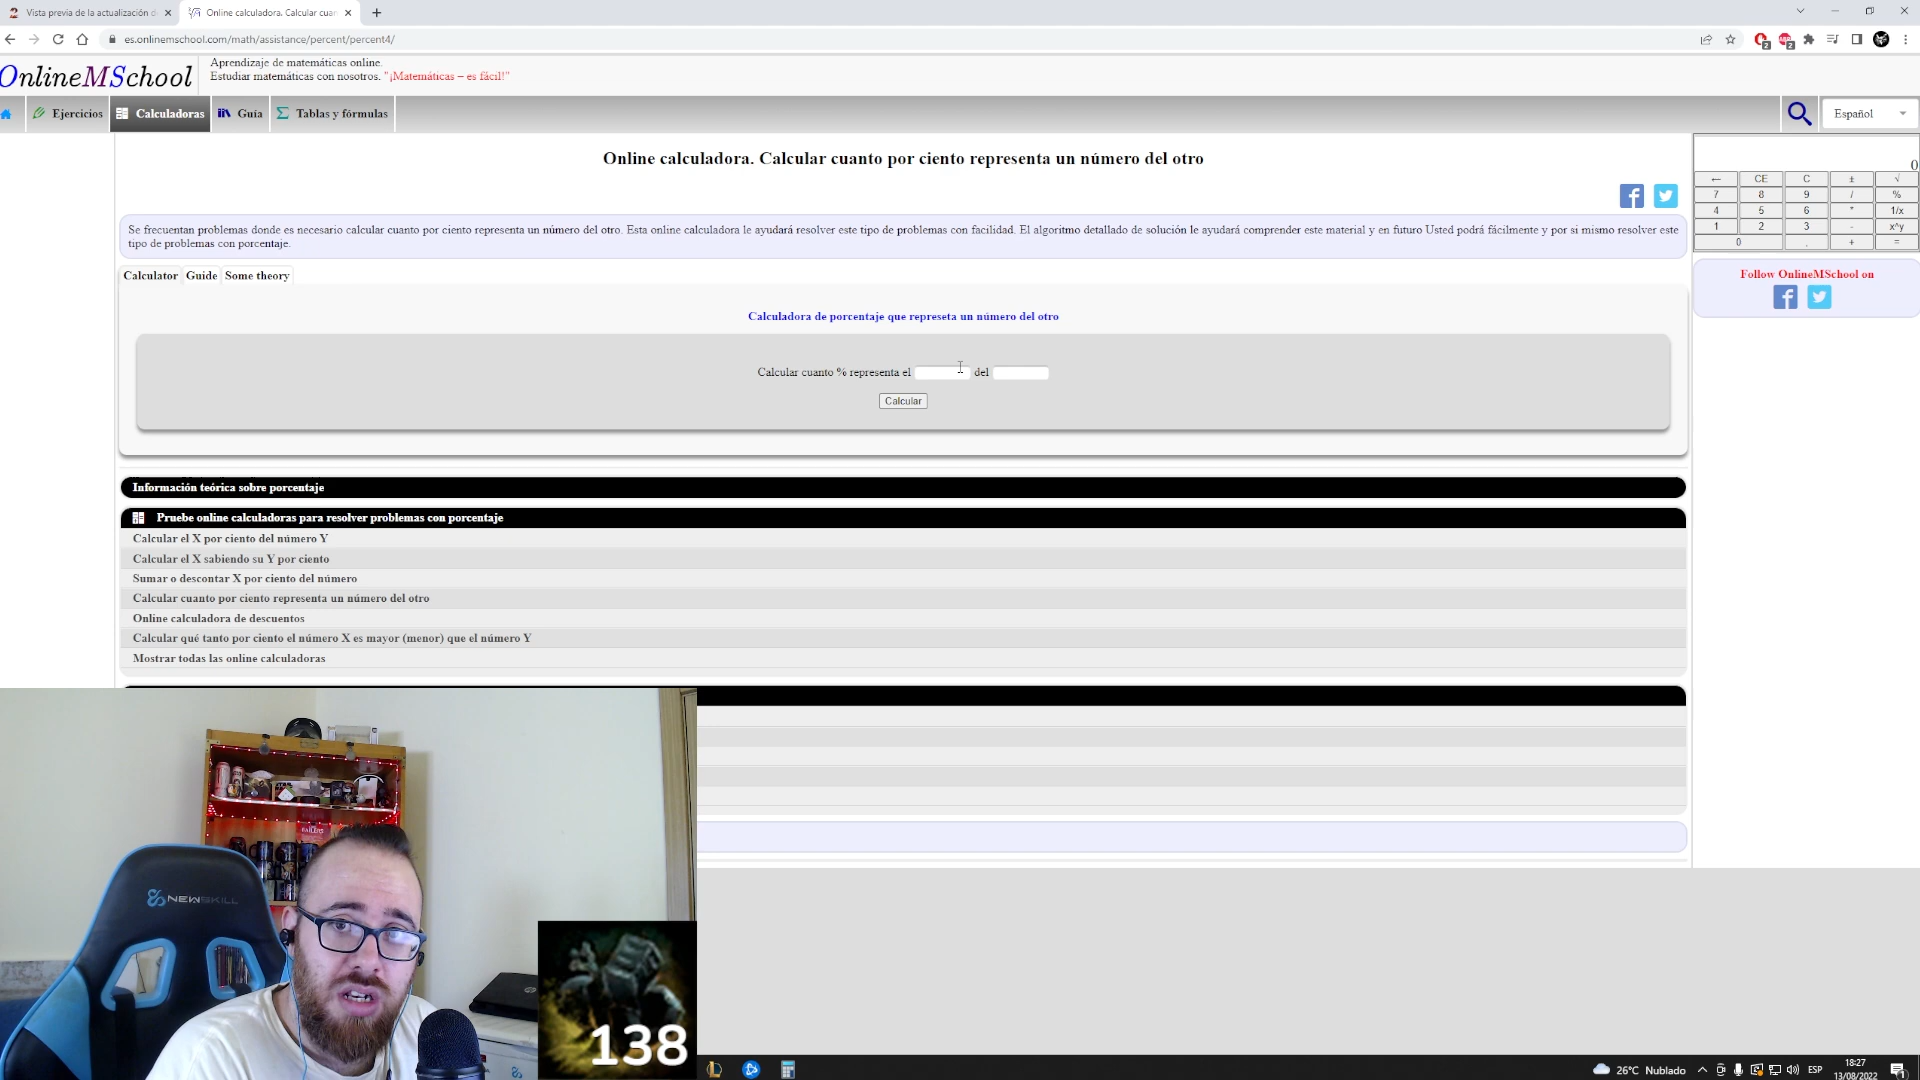 Vista previa de la actualización d
Online calculadora. Calcular cuan
es.onlinemschool.com/math/assistance/percent/percent4/
OnlineMSchool
Aprendizaje de matemáticas online.
Estudiar matemáticas con nosotros. "¡Matemáticas – es fácil!"
Ejercicios
Calculadoras
Guía
Tablas y fórmulas
Español
Online calculadora. Calcular cuanto por ciento representa un número del otro
0
← CE C ± √
7 8 9 / %
4 5 6 * 1/x
1 2 3 - x^y
0 . + =
Se frecuentan problemas donde es necesario calcular cuanto por ciento representa un número del otro. Esta online calculadora le ayudará resolver este tipo de problemas con facilidad. El algoritmo detallado de solución le ayudará comprender este material y en futuro Usted podrá fácilmente y por si mismo resolver este
tipo de problemas con porcentaje.
Follow OnlineMSchool on
Calculator Guide Some theory
Calculadora de porcentaje que represeta un número del otro
Calcular cuanto % representa el del
Calcular
Información teórica sobre porcentaje
Pruebe online calculadoras para resolver problemas con porcentaje
Calcular el X por ciento del número Y
Calcular el X sabiendo su Y por ciento
Sumar o descontar X por ciento del número
Calcular cuanto por ciento representa un número del otro
Online calculadora de descuentos
Calcular qué tanto por ciento el número X es mayor (menor) que el número Y
Mostrar todas las online calculadoras
NEWSKILL
138
26°C Nublado
ESP
18:27
13/08/2022